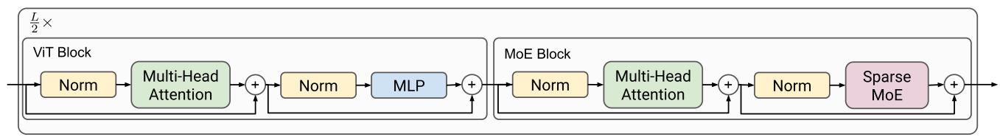 L/2 ×
ViT Block
Norm
Multi-Head
Attention
+
Norm
MLP
+
MoE Block
Norm
Multi-Head
Attention
+
Norm
Sparse
MoE
+